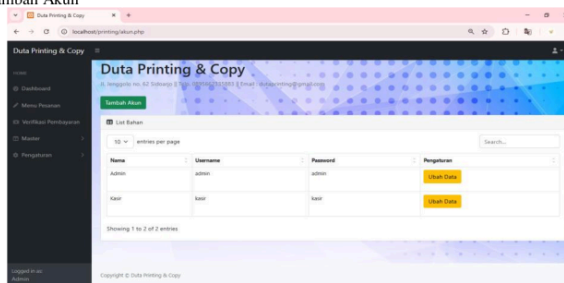 Tambah Akun
Duta Printing & Copy
localhost/printing/akun.php
Duta Printing & Copy
HOME
Dashboard
Menu Pesanan
Verifikasi Pembayaran
Master
Pengaturan
Logged in as:
Admin
Duta Printing & Copy
Tambah Akun
List Bahan
10 entries per page
Search...
Nama Username Password Pengaturan
Admin admin admin Ubah Data
Kasir kasir kasir Ubah Data
Showing 1 to 2 of 2 entries
Copyright © Duta Printing & Copy